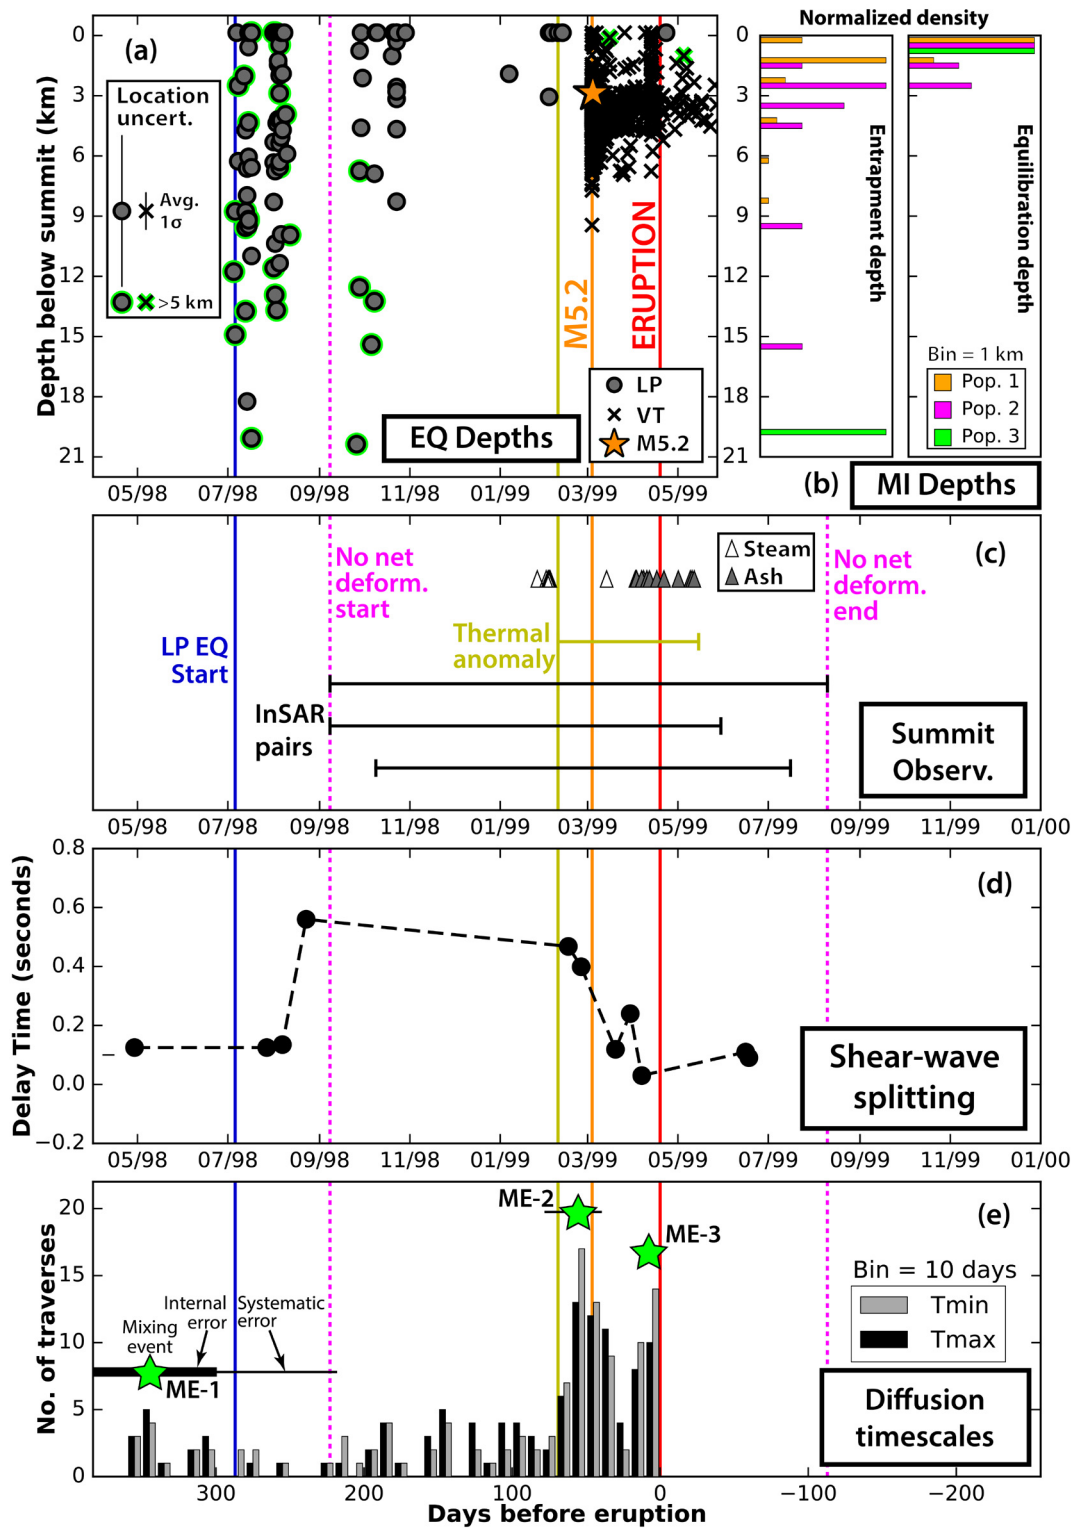 Normalized density
(a)
Depth below summit (km)
0
3
6
9
12
15
18
21
Location
uncert.
Avg.
1σ
>5 km
M5.2
ERUPTION
LP
VT
M5.2
EQ Depths
05/98
07/98
09/98
11/98
01/99
03/99
05/99
0
3
6
9
12
15
18
21
Entrapment depth
Equilibration depth
Bin = 1 km
Pop. 1
Pop. 2
Pop. 3
(b)
MI Depths
(c)
Steam
Ash
No net
deform.
start
No net
deform.
end
LP EQ
Start
Thermal
anomaly
InSAR
pairs
Summit
Observ.
05/98
07/98
09/98
11/98
01/99
03/99
05/99
07/99
09/99
11/99
01/00
(d)
Delay Time (seconds)
0.8
0.6
0.4
0.2
0.0
−0.2
Shear-wave
splitting
05/98
07/98
09/98
11/98
01/99
03/99
05/99
07/99
09/99
11/99
01/00
(e)
No. of traverses
20
15
10
5
0
ME-2
ME-3
Internal
error
Systematic
error
Mixing
event
ME-1
Bin = 10 days
Tmin
Tmax
Diffusion
timescales
300
200
100
0
−100
−200
Days before eruption